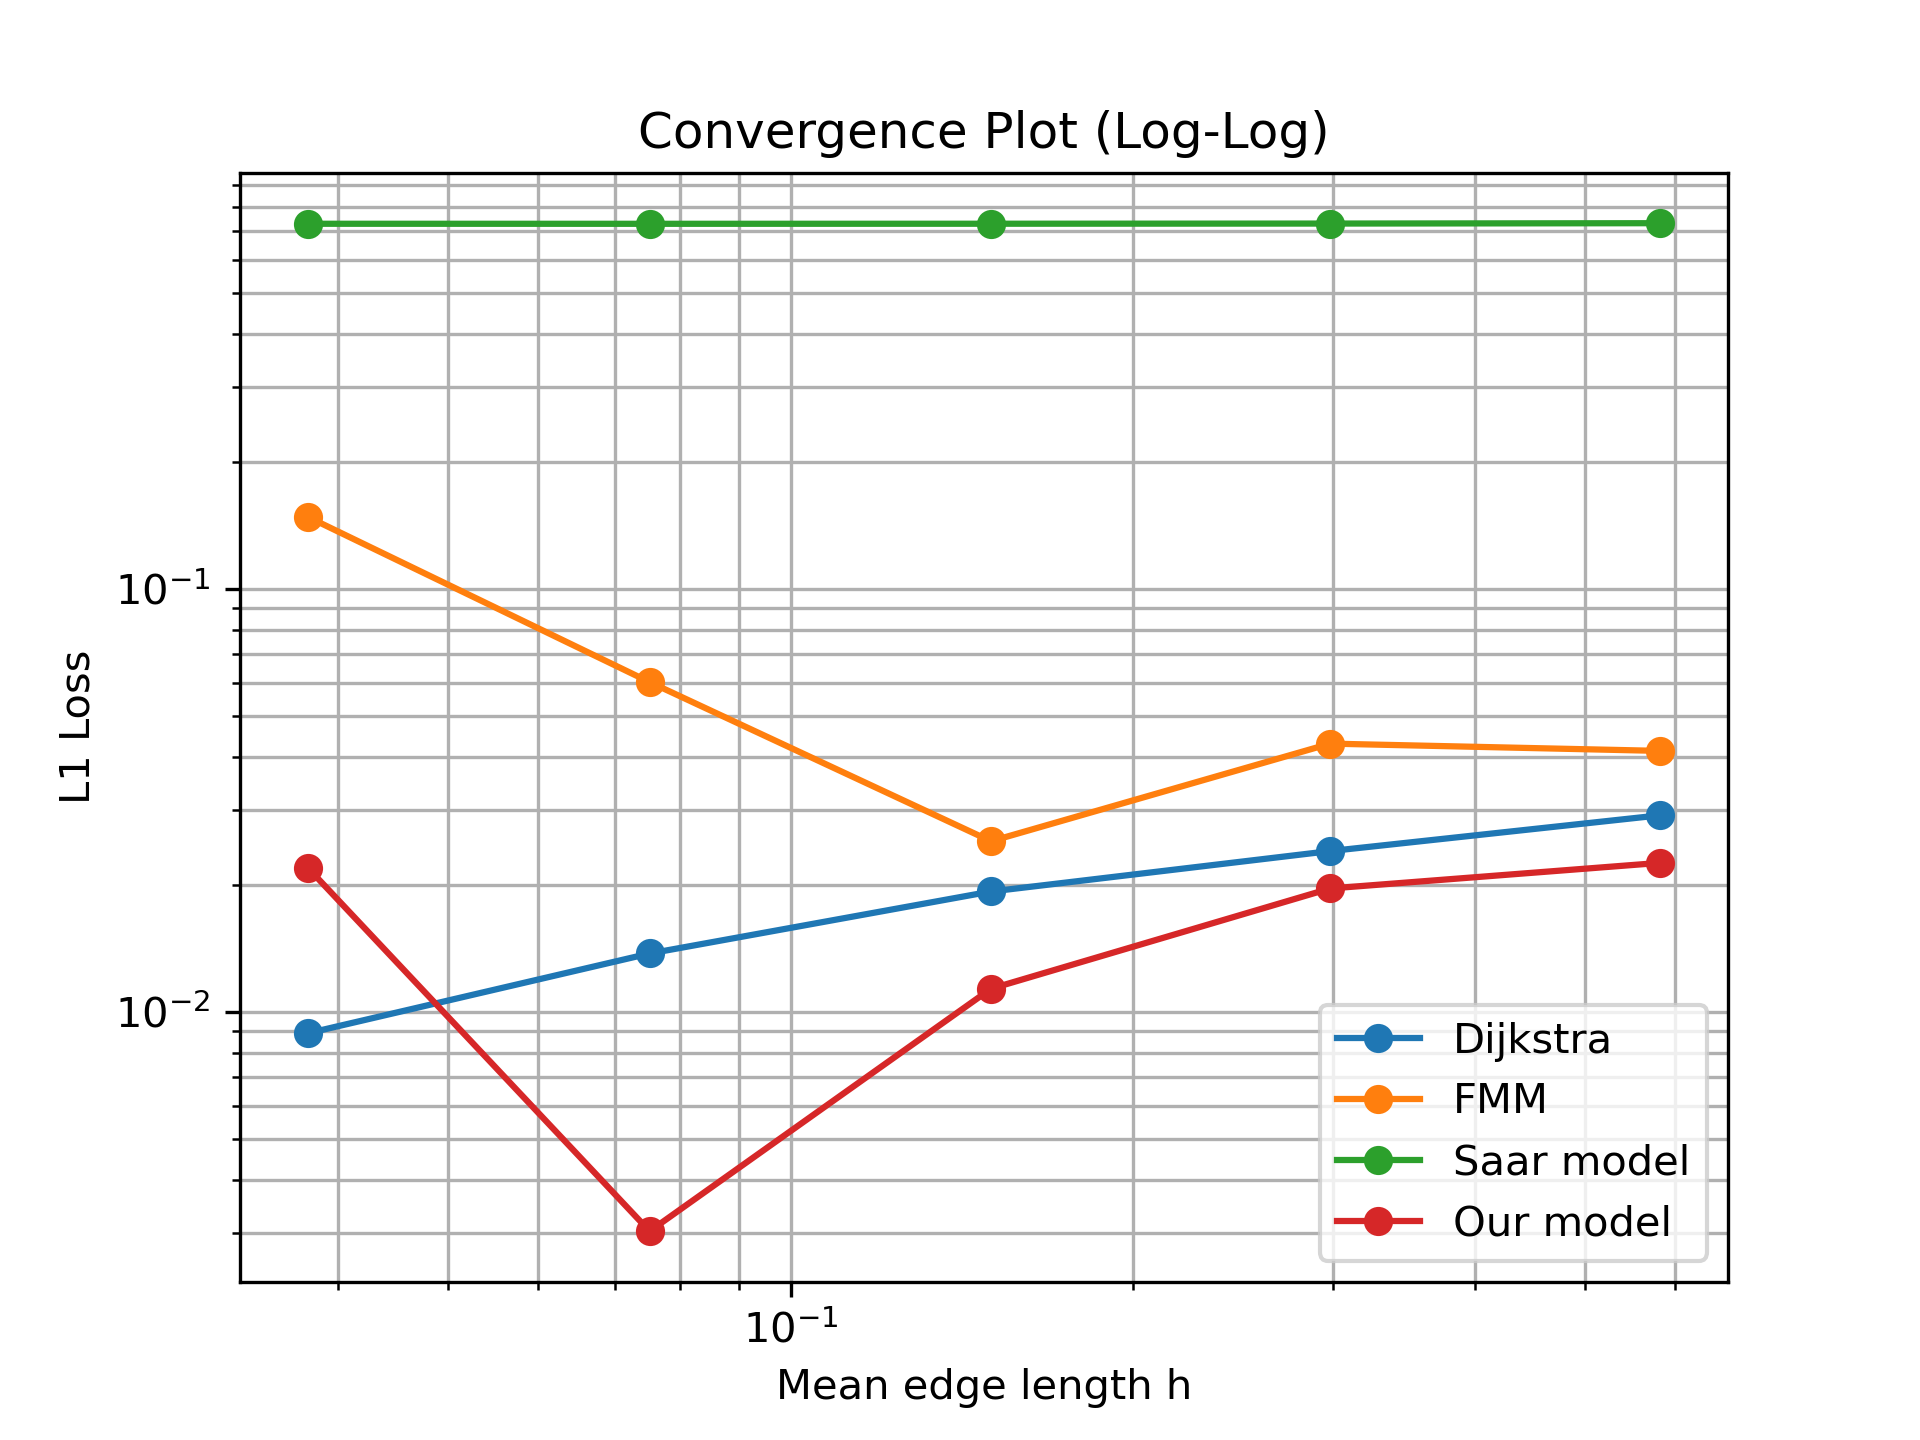 Convergence Plot (Log-Log)
L1 Loss
10⁻¹
10⁻²
10⁻¹
Mean edge length h
Dijkstra
FMM
Saar model
Our model